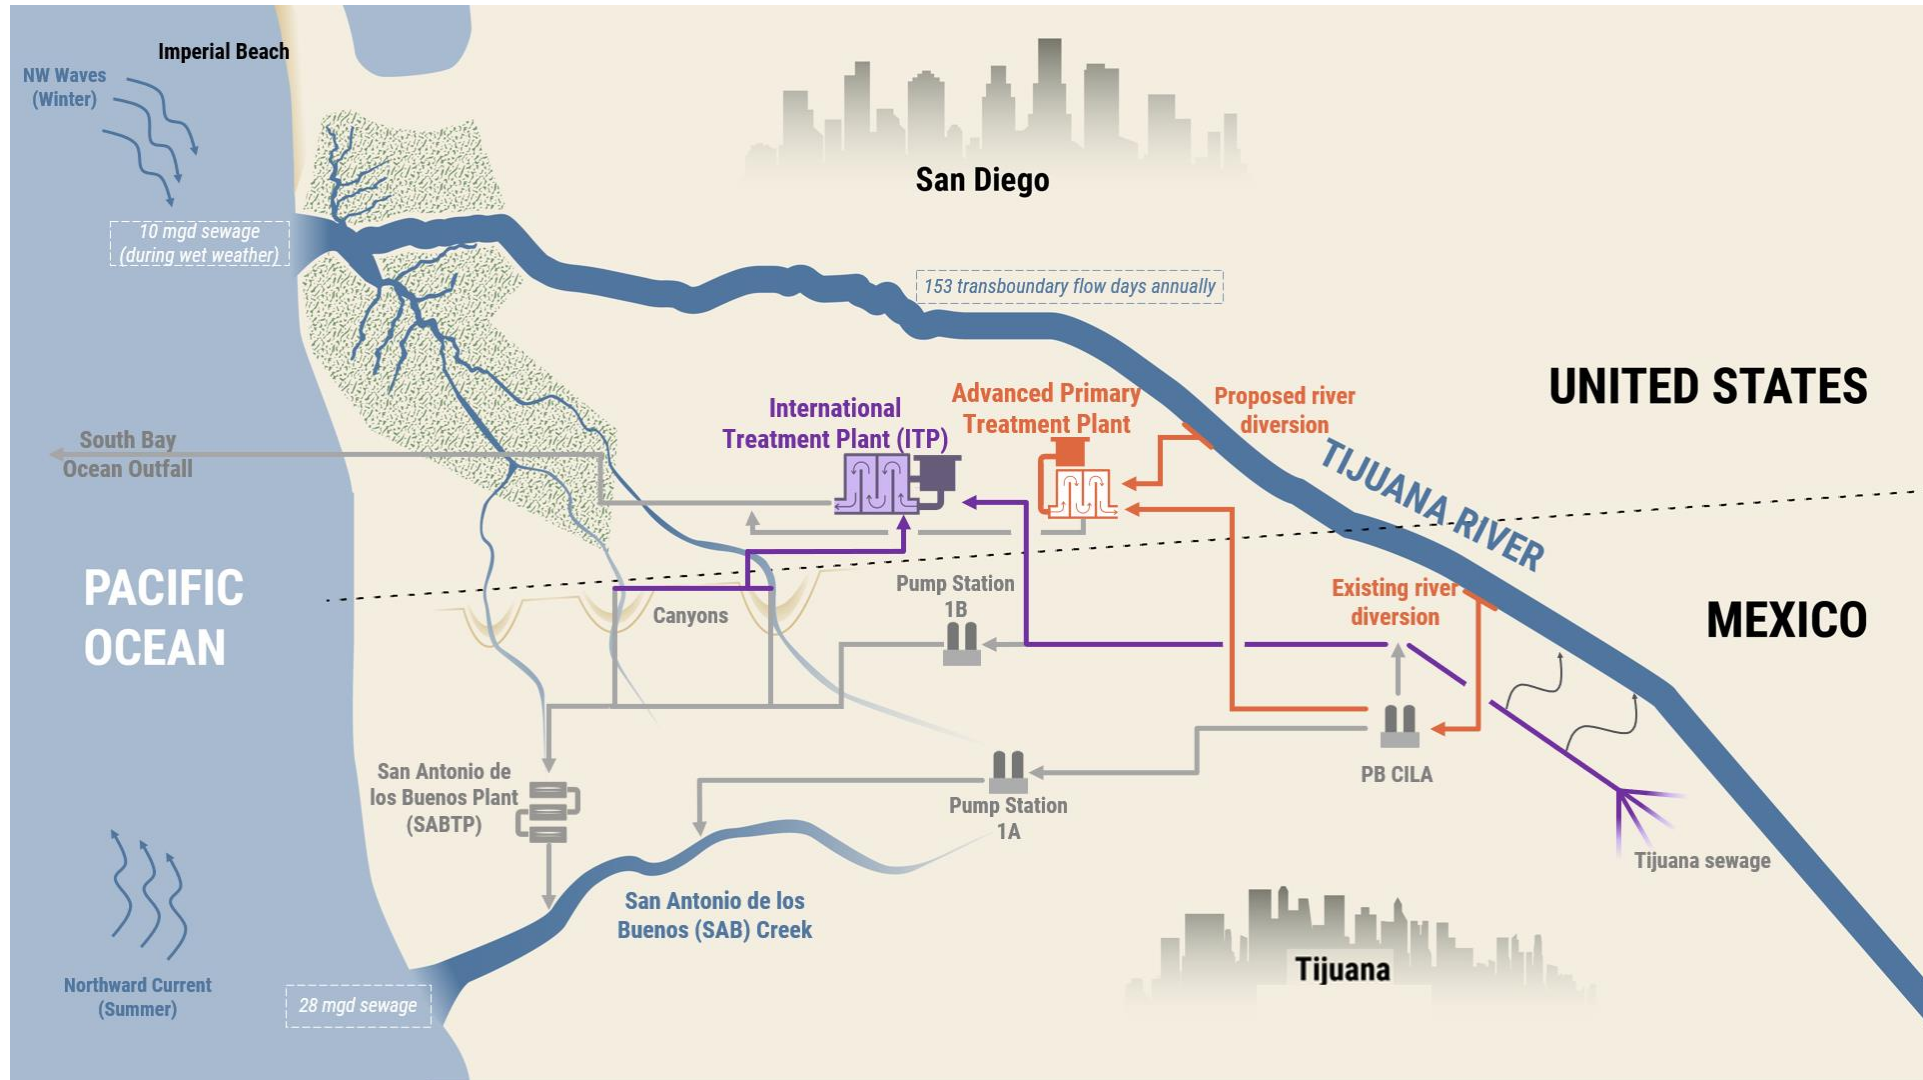 Imperial Beach
NW Waves
(Winter)
San Diego
10 mgd sewage
(during wet weather)
153 transboundary flow days annually
UNITED STATES
International
Treatment Plant (ITP)
Advanced Primary
Treatment Plant
Proposed river
diversion
South Bay
Ocean Outfall
TIJUANA RIVER
PACIFIC
OCEAN
Canyons
Pump Station
1B
Existing river
diversion
MEXICO
San Antonio de
los Buenos Plant
(SABTP)
Pump Station
1A
PB CILA
Tijuana sewage
San Antonio de los
Buenos (SAB) Creek
Tijuana
Northward Current
(Summer)
28 mgd sewage